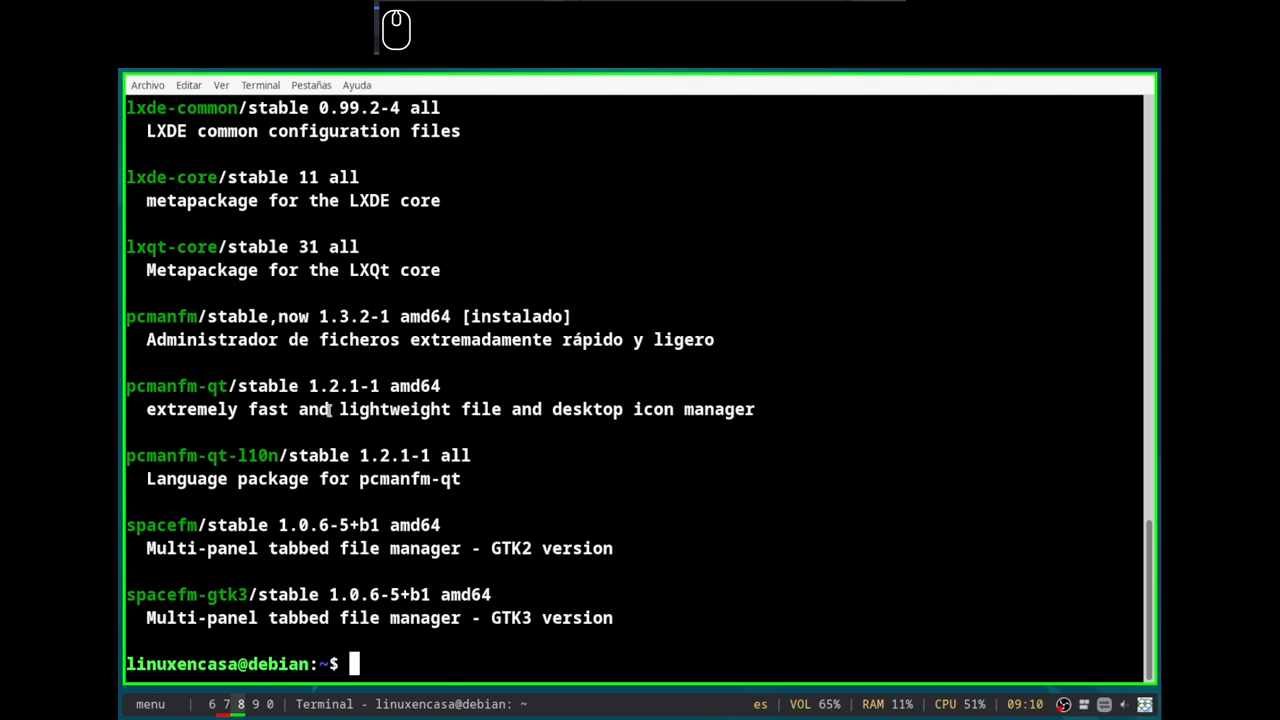 Archivo Editar Ver Terminal Pestañas Ayuda
lxde-common/stable 0.99.2-4 all
LXDE common configuration files
lxde-core/stable 11 all
metapackage for the LXDE core
lxqt-core/stable 31 all
Metapackage for the LXQt core
pcmanfm/stable,now 1.3.2-1 amd64 [instalado]
Administrador de ficheros extremadamente rápido y ligero
pcmanfm-qt/stable 1.2.1-1 amd64
extremely fast and lightweight file and desktop icon manager
pcmanfm-qt-l10n/stable 1.2.1-1 all
Language package for pcmanfm-qt
spacefm/stable 1.0.6-5+b1 amd64
Multi-panel tabbed file manager - GTK2 version
spacefm-gtk3/stable 1.0.6-5+b1 amd64
Multi-panel tabbed file manager - GTK3 version
linuxencasa@debian:~$
menu | 6 7 8 9 0 | Terminal - linuxencasa@debian: ~ es | VOL 65% | RAM 11% | CPU 51% | 09:10